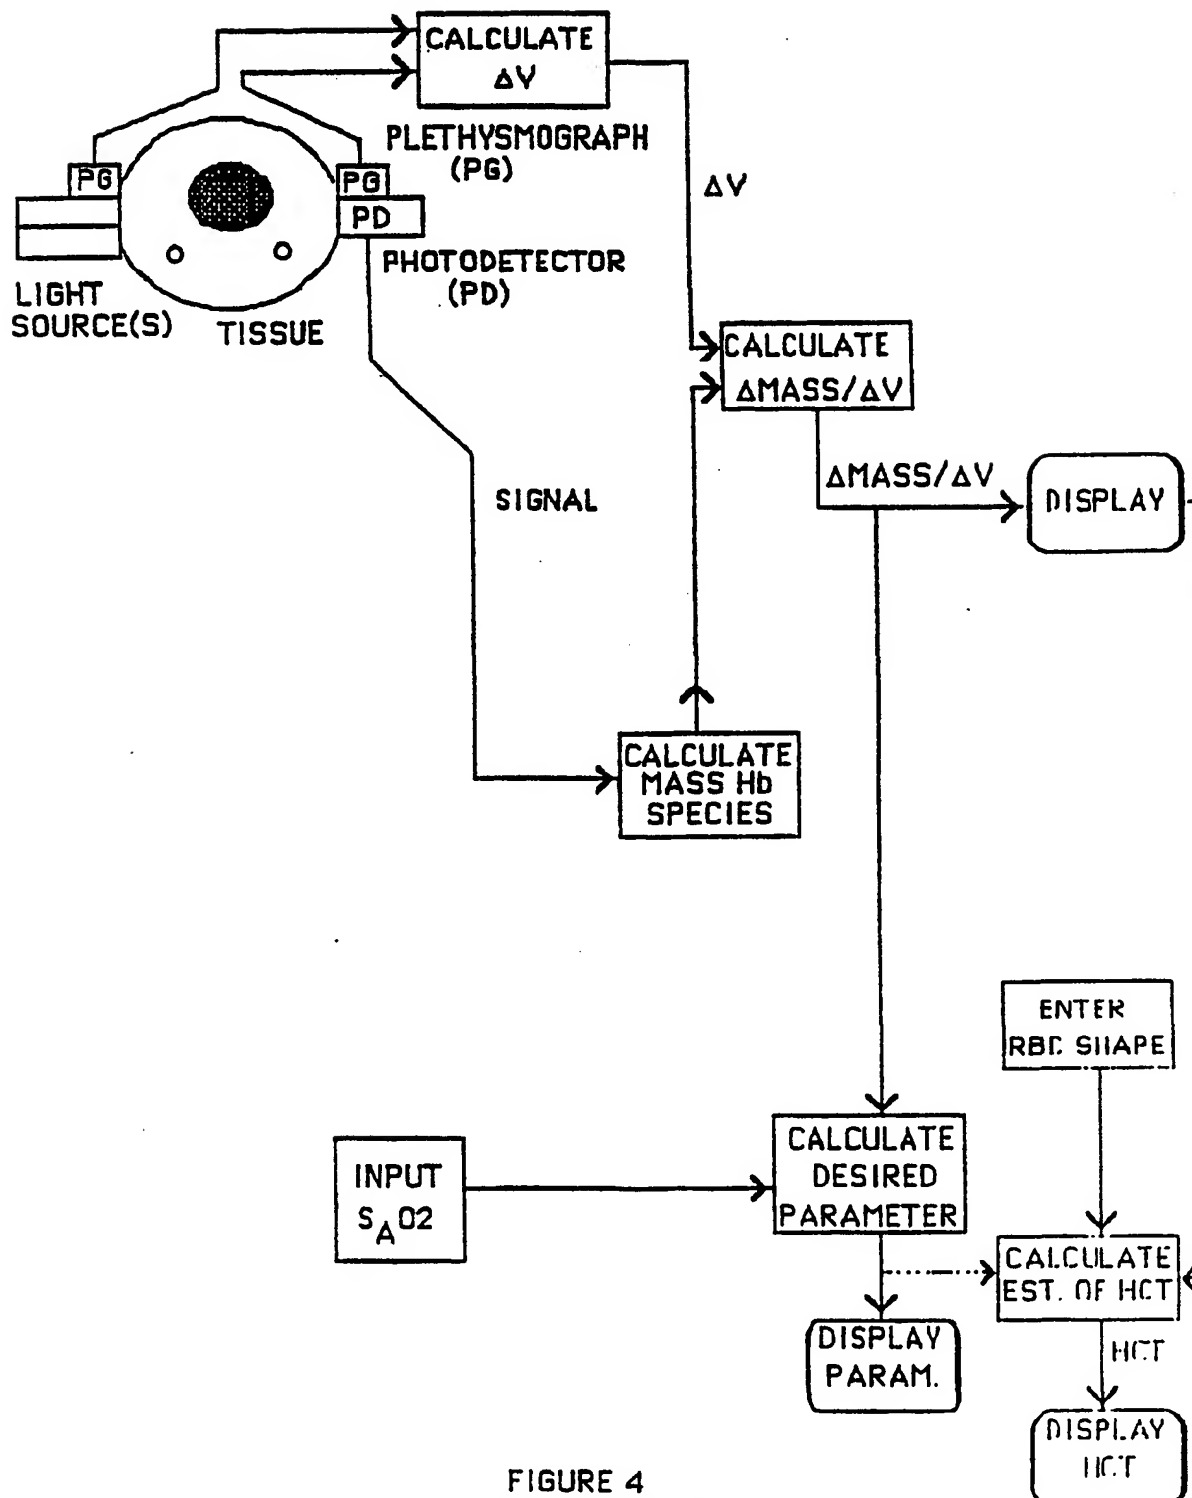 CALCULATE
ΔV
PLETHYSMOGRAPH
(PG)
PG
PG
PD
ΔV
PHOTODETECTOR
(PD)
LIGHT
SOURCE(S)
TISSUE
CALCULATE
ΔMASS/ΔV
ΔMASS/ΔV
DISPLAY
SIGNAL
CALCULATE
MASS Hb
SPECIES
ENTER
RBC SHAPE
INPUT
SAO2
CALCULATE
DESIRED
PARAMETER
CALCULATE
EST. OF HCT
HCT
DISPLAY
PARAM.
DISPLAY
HCT
FIGURE 4